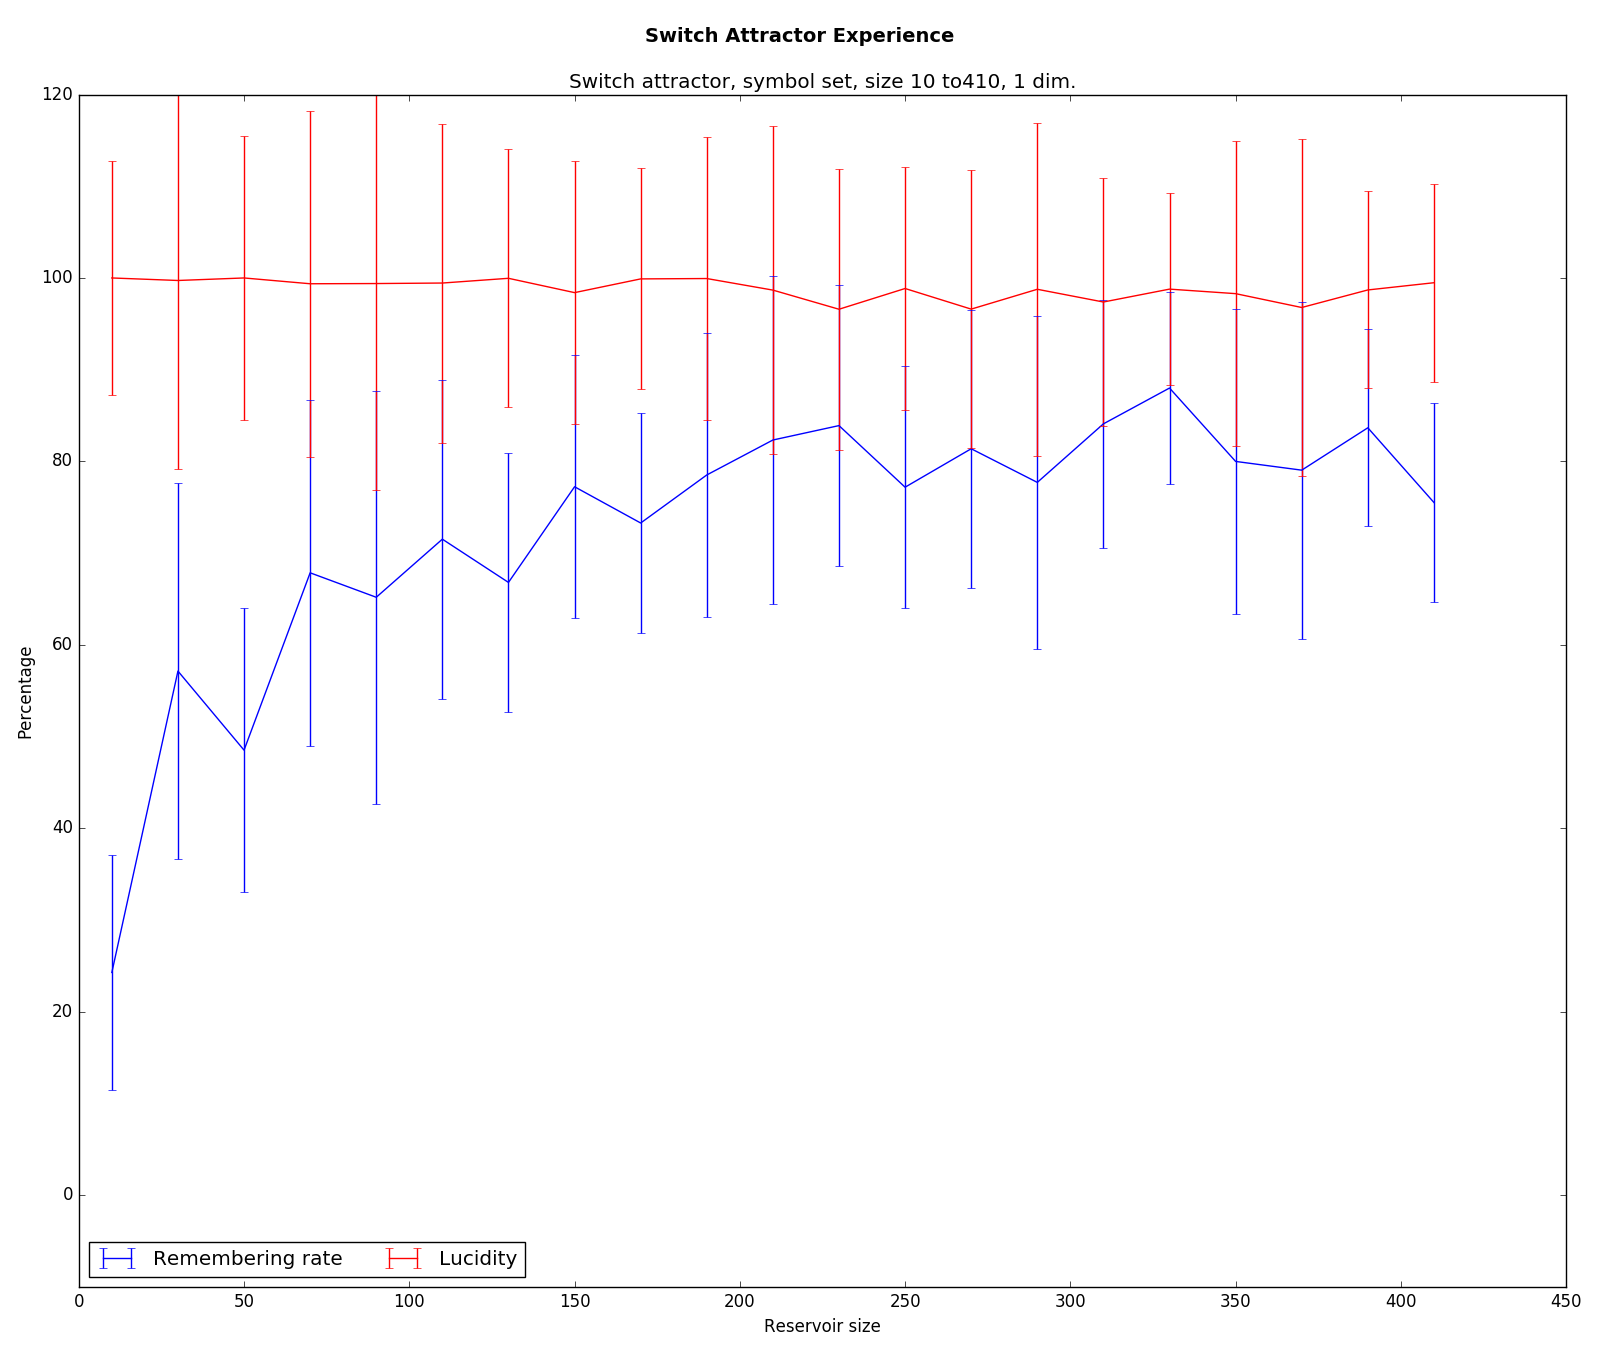 Switch Attractor Experience
Switch attractor, symbol set, size 10 to410, 1 dim.
120
100
80
60
40
20
0
Percentage
Remembering rate Lucidity
0 50 100 150 200 250 300 350 400 450
Reservoir size